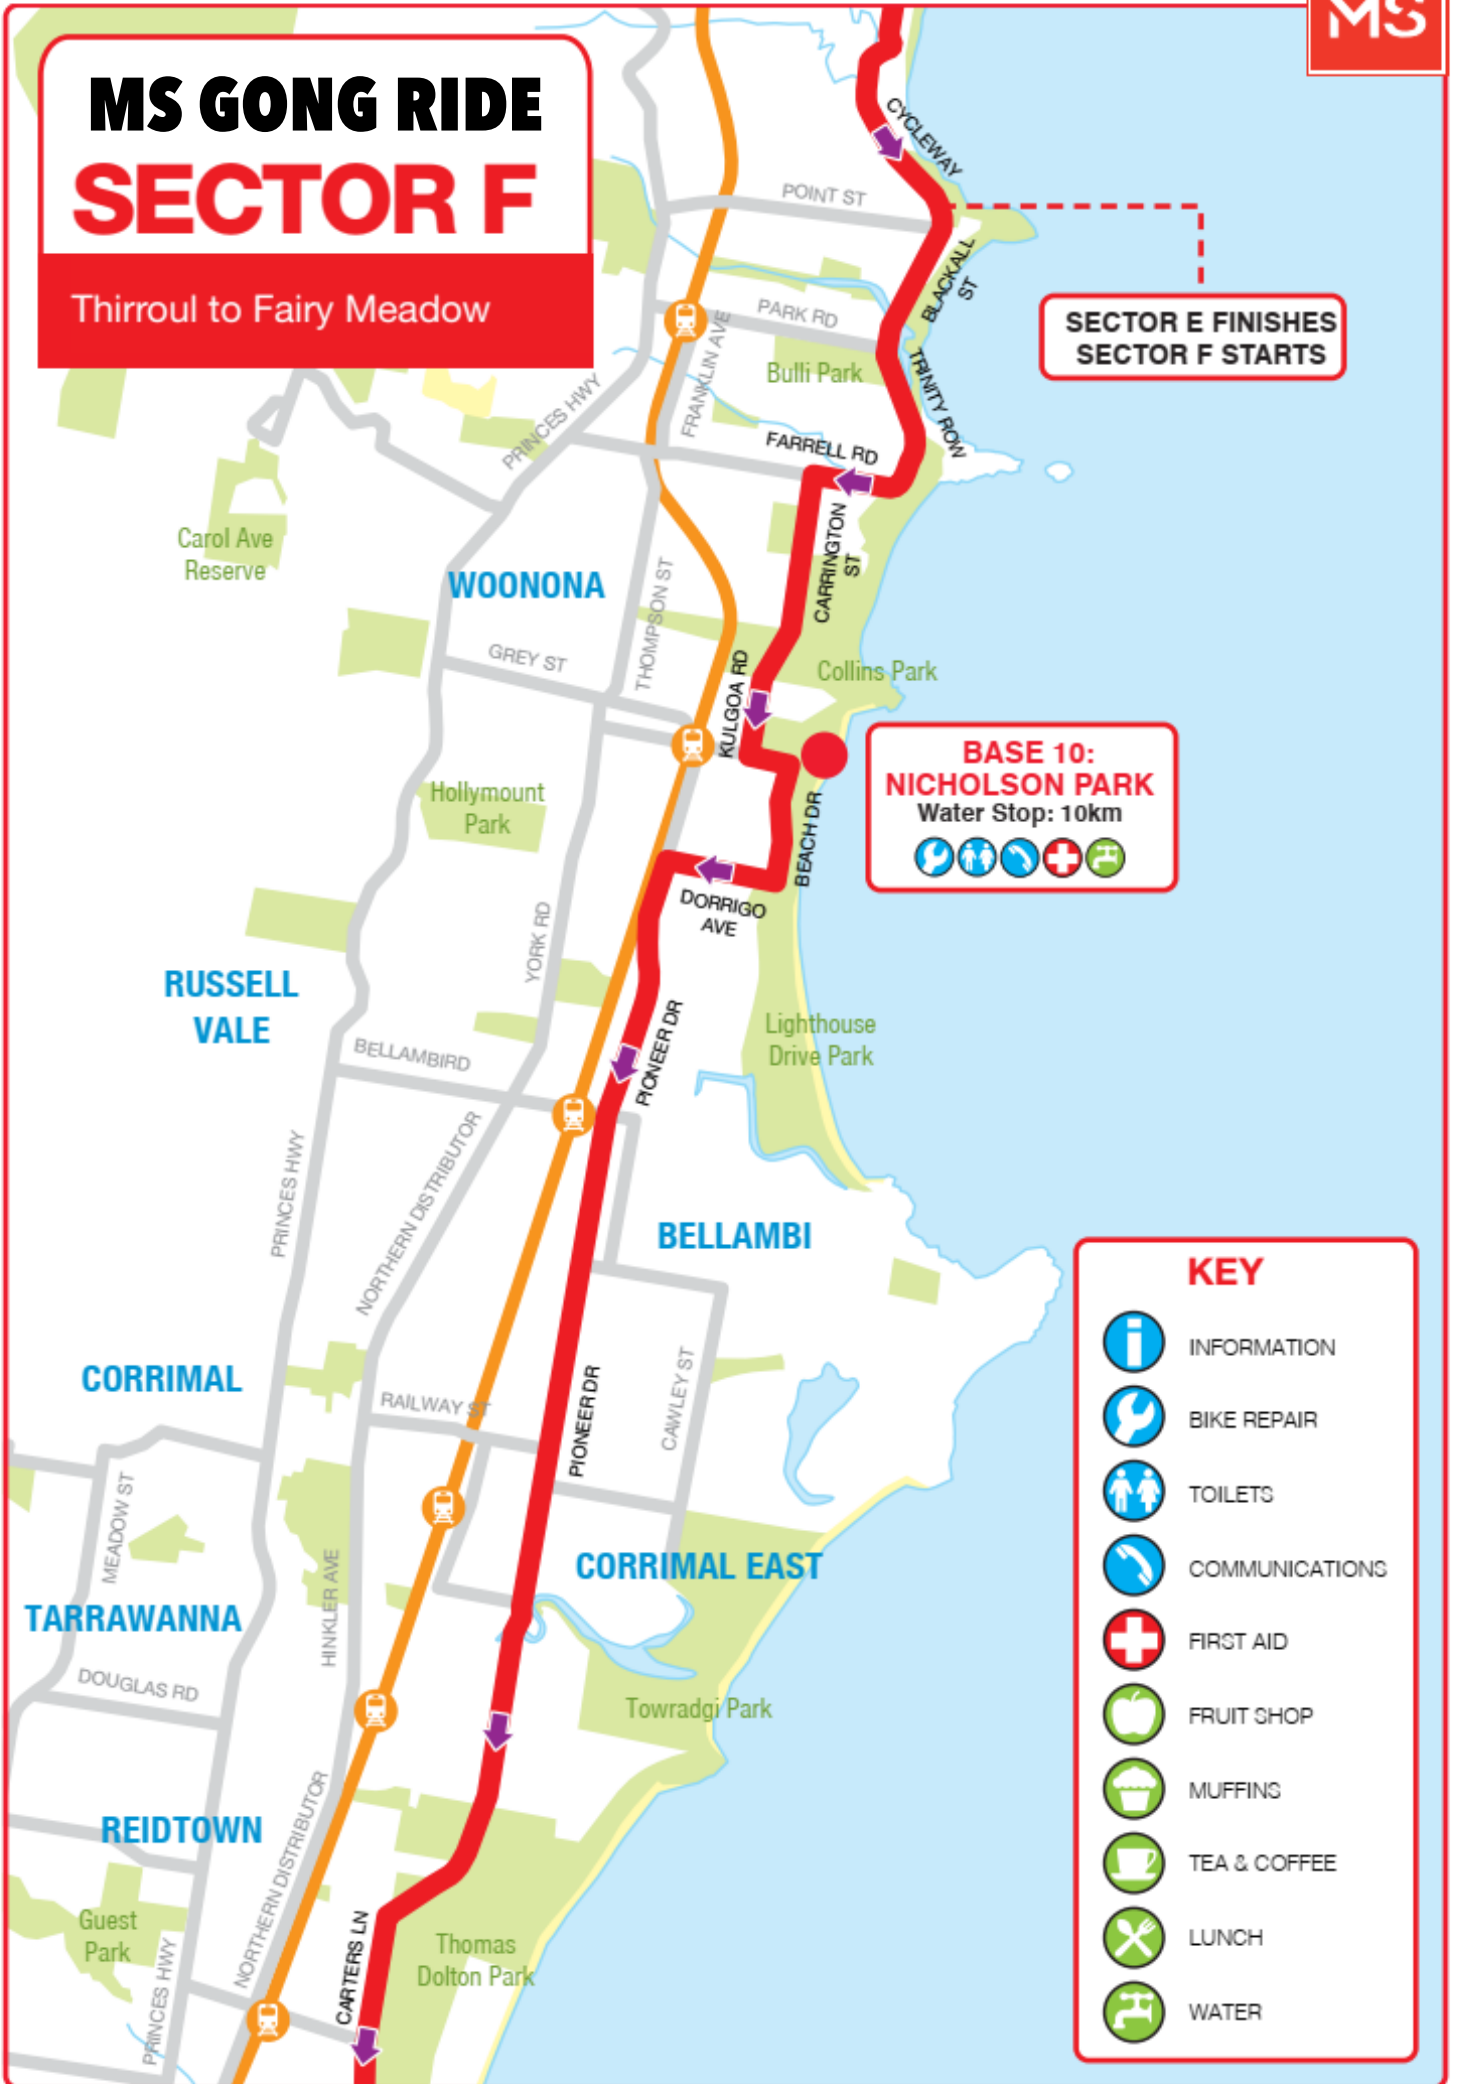 MS
MS GONG RIDE
SECTOR F
Thirroul to Fairy Meadow
CYCLEWAY
POINT ST
BLACKALL
ST
SECTOR E FINISHES
SECTOR F STARTS
PARK RD
FRANKLIN AVE
TRINITY ROW
Bulli Park
PRINCES HWY
FARRELL RD
Carol Ave
Reserve
CARRINGTON
ST
WOONONA
THOMPSON ST
GREY ST
KULGOA RD
Collins Park
BASE 10:
NICHOLSON PARK
Water Stop: 10km
Hollymount
Park
BEACH DR
DORRIGO
AVE
YORK RD
RUSSELL
VALE
PIONEER DR
Lighthouse
Drive Park
BELLAMBIRD
PRINCES HWY
NORTHERN DISTRIBUTOR
BELLAMBI
CORRIMAL
RAILWAY ST
PIONEER DR
CAWLEY ST
MEADOW ST
HINKLER AVE
CORRIMAL EAST
TARRAWANNA
DOUGLAS RD
Towradgi Park
REIDTOWN
NORTHERN DISTRIBUTOR
Guest
Park
PRINCES HWY
CARTERS LN
Thomas
Dolton Park
KEY
INFORMATION
BIKE REPAIR
TOILETS
COMMUNICATIONS
FIRST AID
FRUIT SHOP
MUFFINS
TEA & COFFEE
LUNCH
WATER